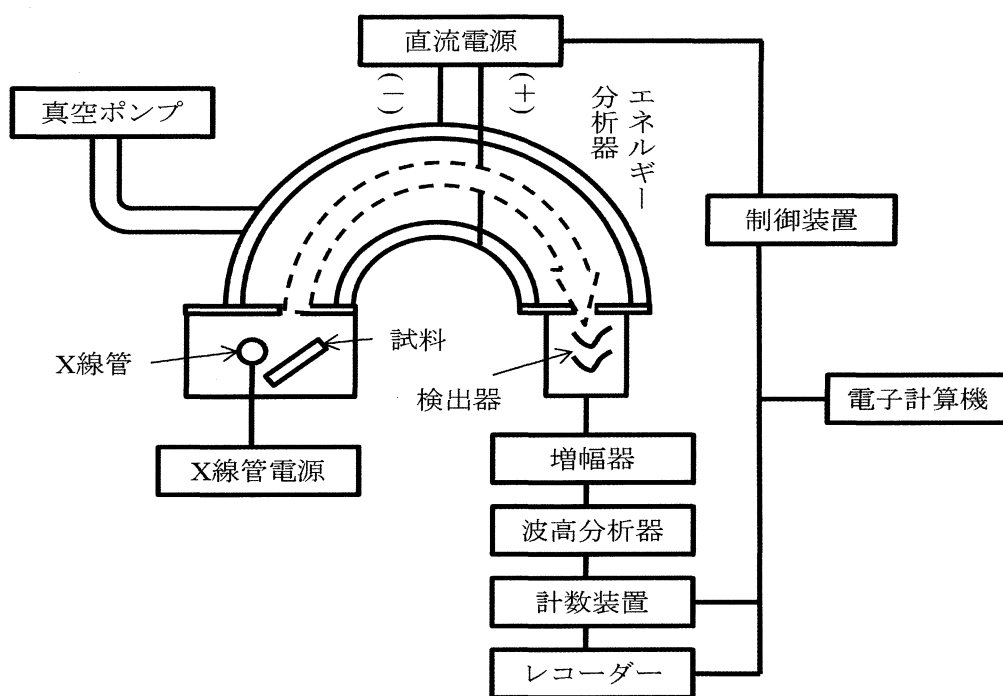 直流電源
(−)
(+)
エネルギー
分析器
真空ポンプ
制御装置
X線管
試料
検出器
電子計算機
X線管電源
増幅器
波高分析器
計数装置
レコーダー